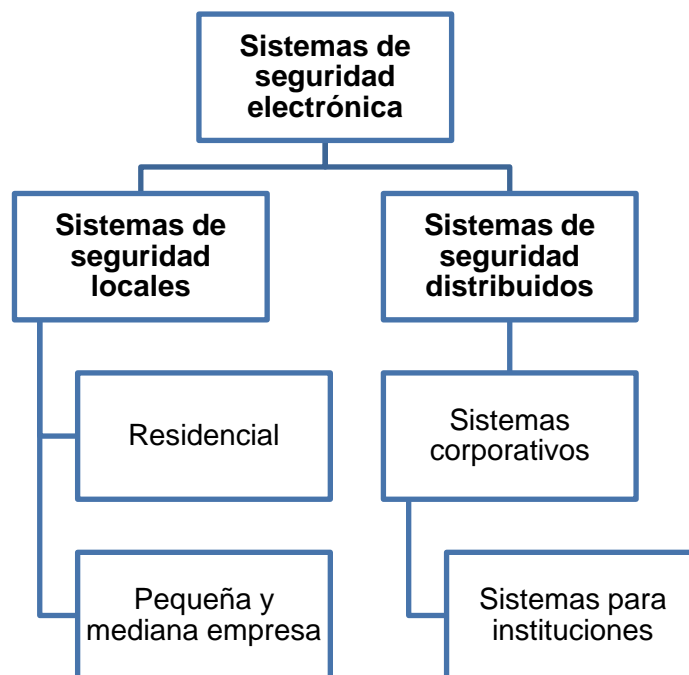 Sistemas de
seguridad
electrónica
Sistemas de
seguridad
locales
Sistemas de
seguridad
distribuidos
Residencial
Sistemas
corporativos
Pequeña y
mediana empresa
Sistemas para
instituciones